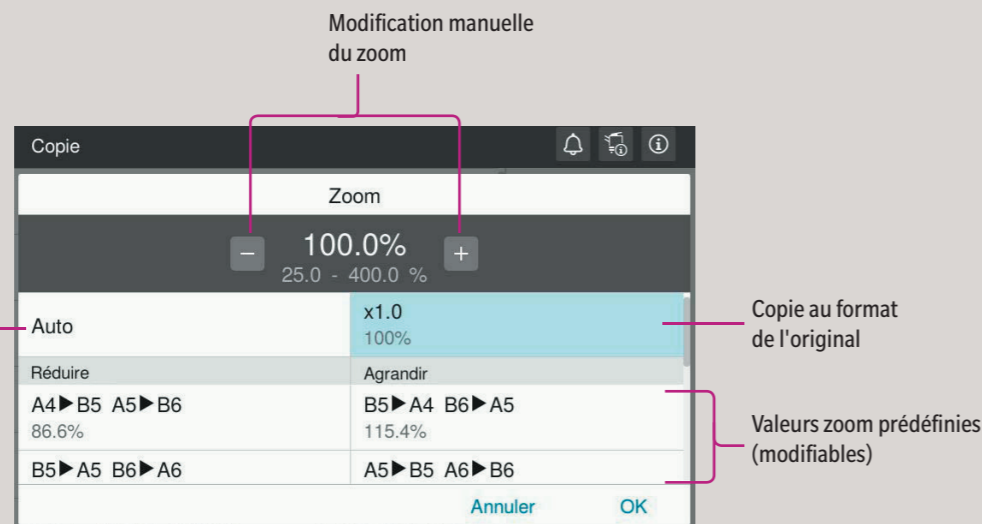 Modification manuelle
du zoom
Copie
Zoom
− 100.0% +
25.0 - 400.0 %
Auto
x1.0
100%
Copie au format
de l'original
Réduire
Agrandir
A4▶B5 A5▶B6
86.6%
B5▶A4 B6▶A5
115.4%
Valeurs zoom prédéfinies
(modifiables)
B5▶A5 B6▶A6
A5▶B5 A6▶B6
Annuler
OK